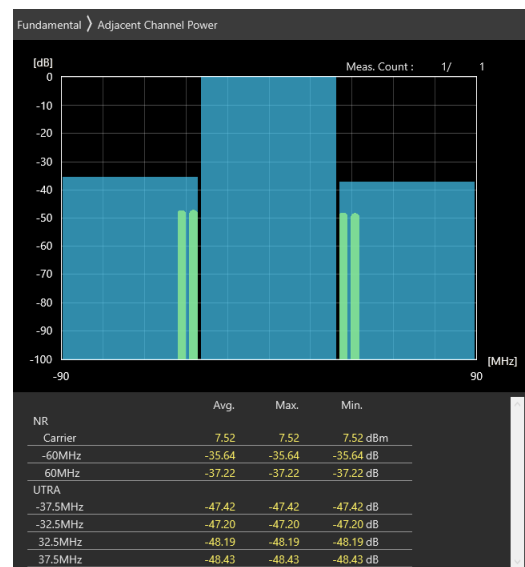 Fundamental 〉 Adjacent Channel Power
[dB]
Meas. Count : 1/ 1
0
-10
-20
-30
-40
-50
-60
-70
-80
-90
-100
[MHz]
-90 90
Avg. Max. Min.
NR
Carrier 7.52 7.52 7.52 dBm
-60MHz -35.64 -35.64 -35.64 dB
60MHz -37.22 -37.22 -37.22 dB
UTRA
-37.5MHz -47.42 -47.42 -47.42 dB
-32.5MHz -47.20 -47.20 -47.20 dB
32.5MHz -48.19 -48.19 -48.19 dB
37.5MHz -48.43 -48.43 -48.43 dB